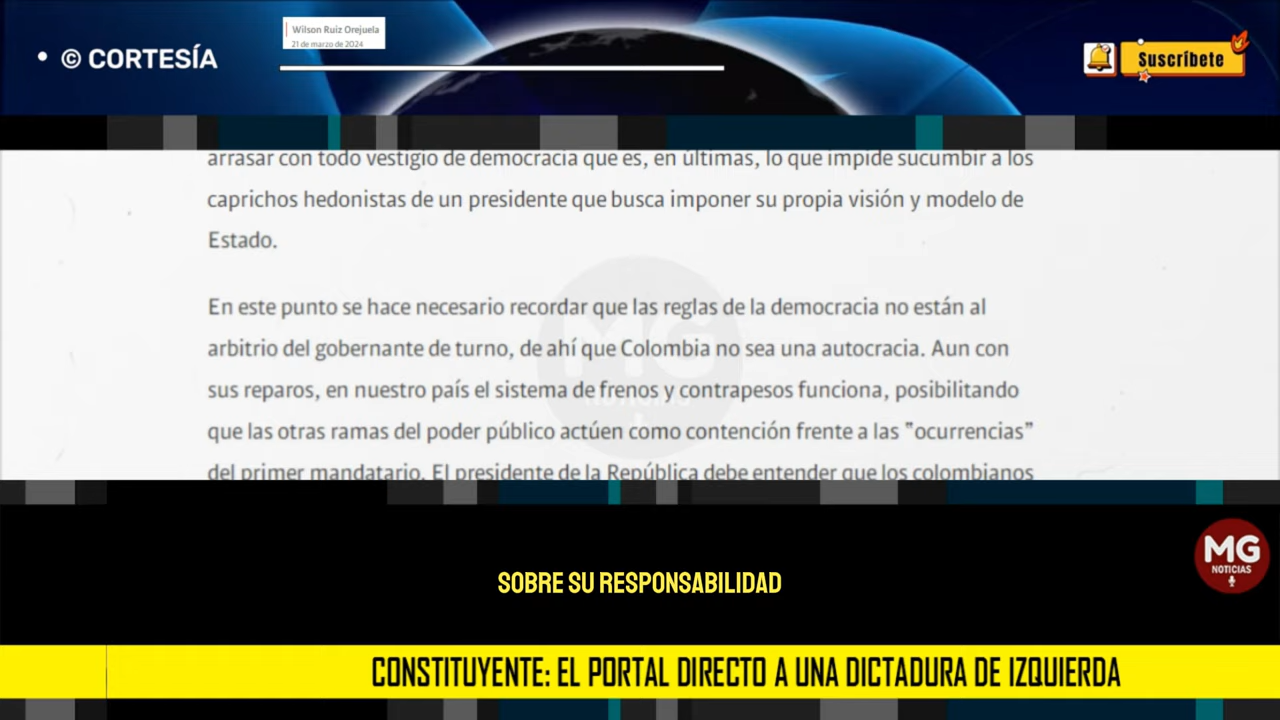 Wilson Ruiz Orejuela
21 de marzo de 2024
• © CORTESÍA
Suscríbete
arrasar con todo vestigio de democracia que es, en últimas, lo que impide sucumbir a los
caprichos hedonistas de un presidente que busca imponer su propia visión y modelo de
Estado.
En este punto se hace necesario recordar que las reglas de la democracia no están al
arbitrio del gobernante de turno, de ahí que Colombia no sea una autocracia. Aun con
sus reparos, en nuestro país el sistema de frenos y contrapesos funciona, posibilitando
que las otras ramas del poder público actúen como contención frente a las "ocurrencias”
del primer mandatario. El presidente de la República debe entender que los colombianos
MG
NOTICIAS
SOBRE SU RESPONSABILIDAD
MG
NOTICIAS
CONSTITUYENTE: EL PORTAL DIRECTO A UNA DICTADURA DE IZQUIERDA